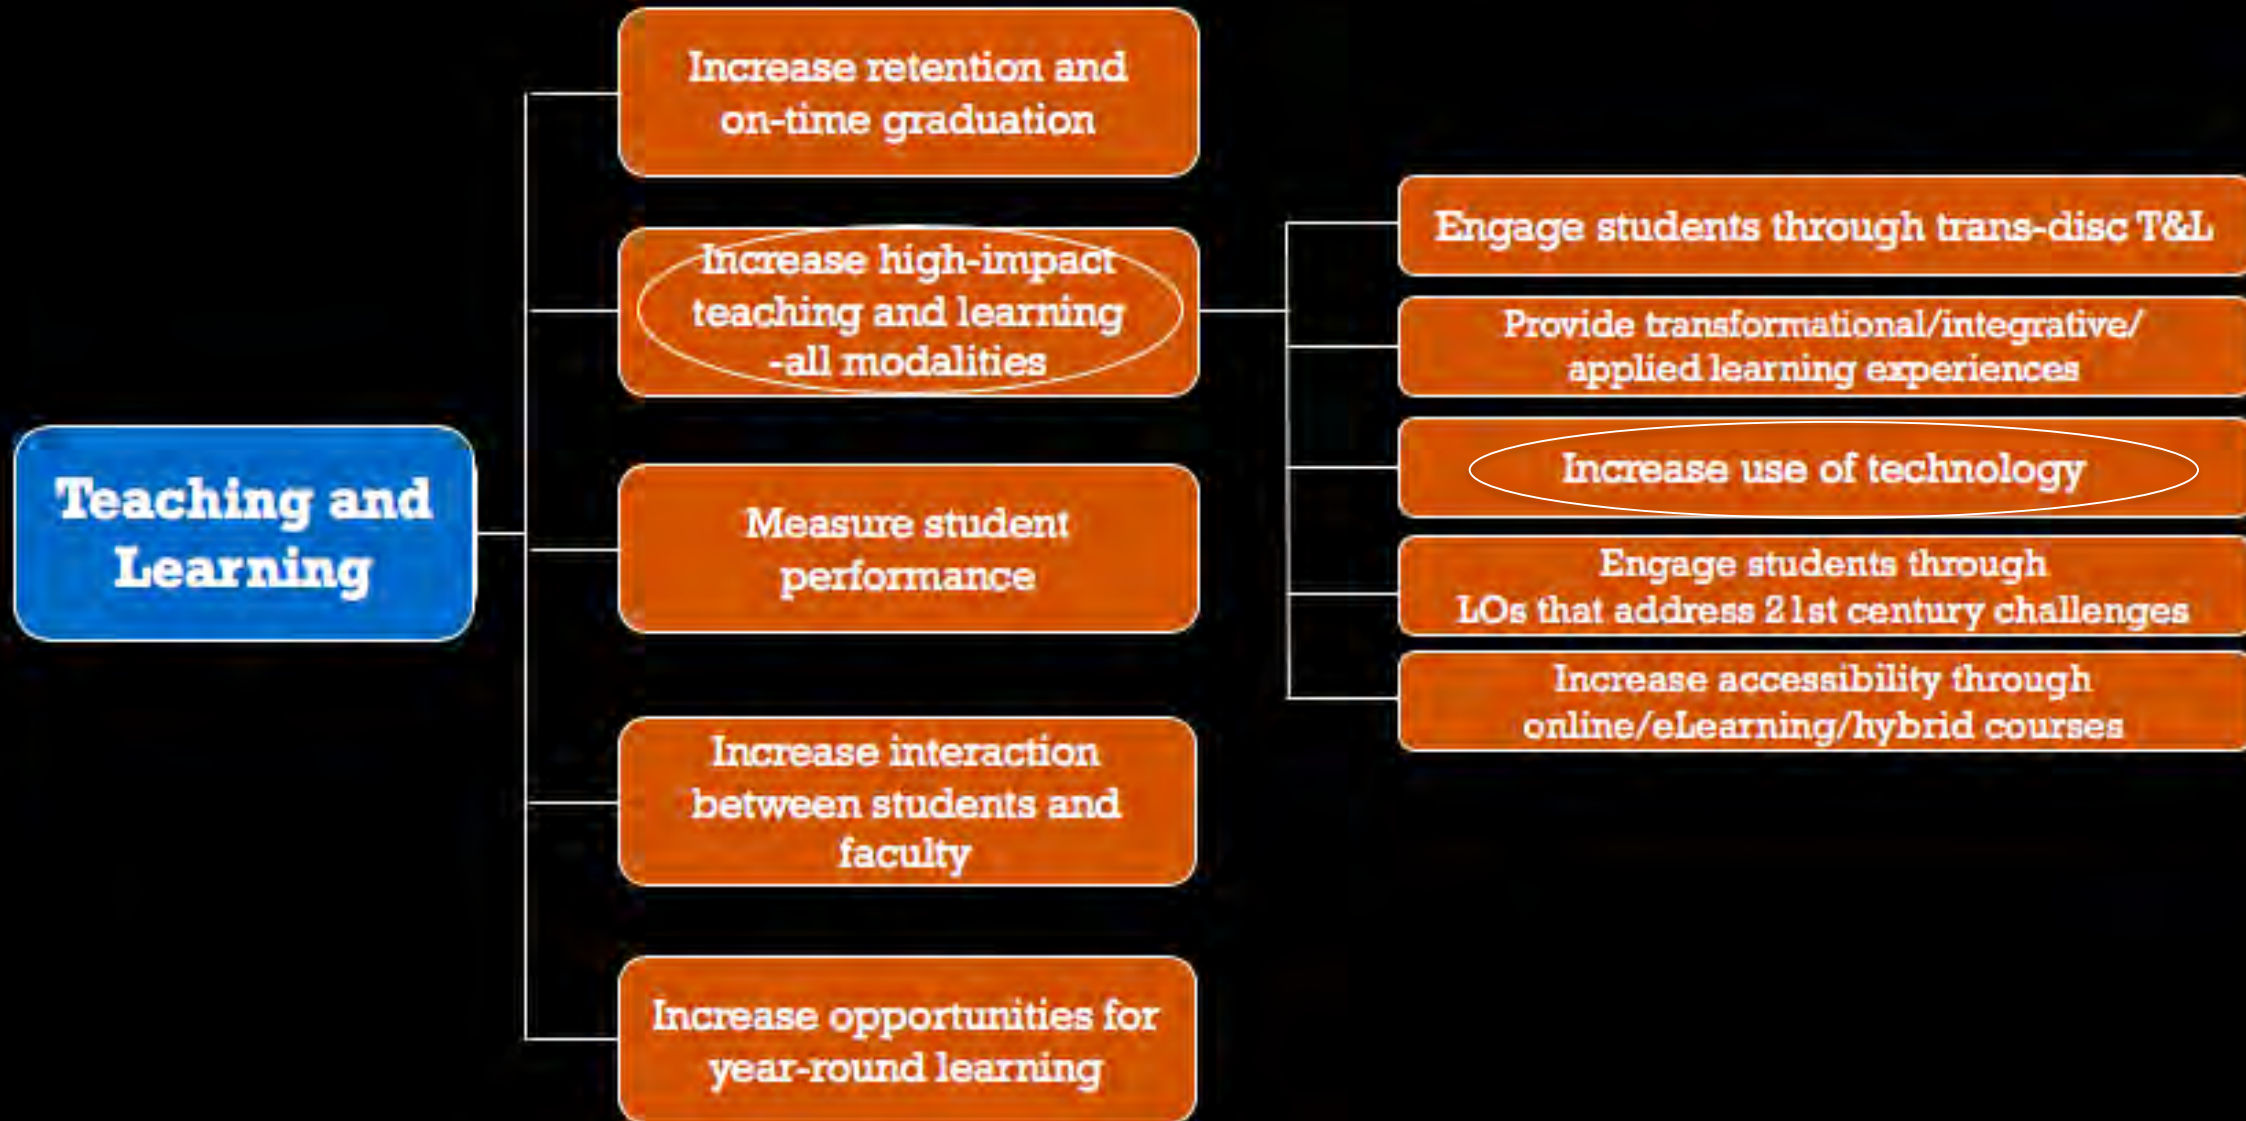 Teaching and
Learning
Increase retention and
on-time graduation
Increase high-impact
teaching and learning
-all modalities
Measure student
performance
Increase interaction
between students and
faculty
Increase opportunities for
year-round learning
Engage students through trans-disc T&L
Provide transformational/integrative/
applied learning experiences
Increase use of technology
Engage students through
LOs that address 21st century challenges
Increase accessibility through
online/eLearning/hybrid courses